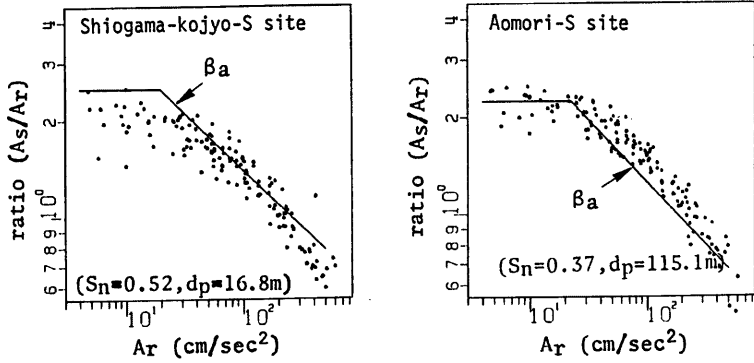 Shiogama-kojyo-S site
βa
ratio (As/Ar)
4
3
2
10⁰
9
8
7
6
(Sn=0.52,dp=16.8m)
10¹
10²
Ar (cm/sec²)
Aomori-S site
βa
ratio (As/Ar)
4
3
2
10⁰
9
8
7
6
(Sn=0.37,dp=115.1m)
10¹
10²
Ar (cm/sec²)